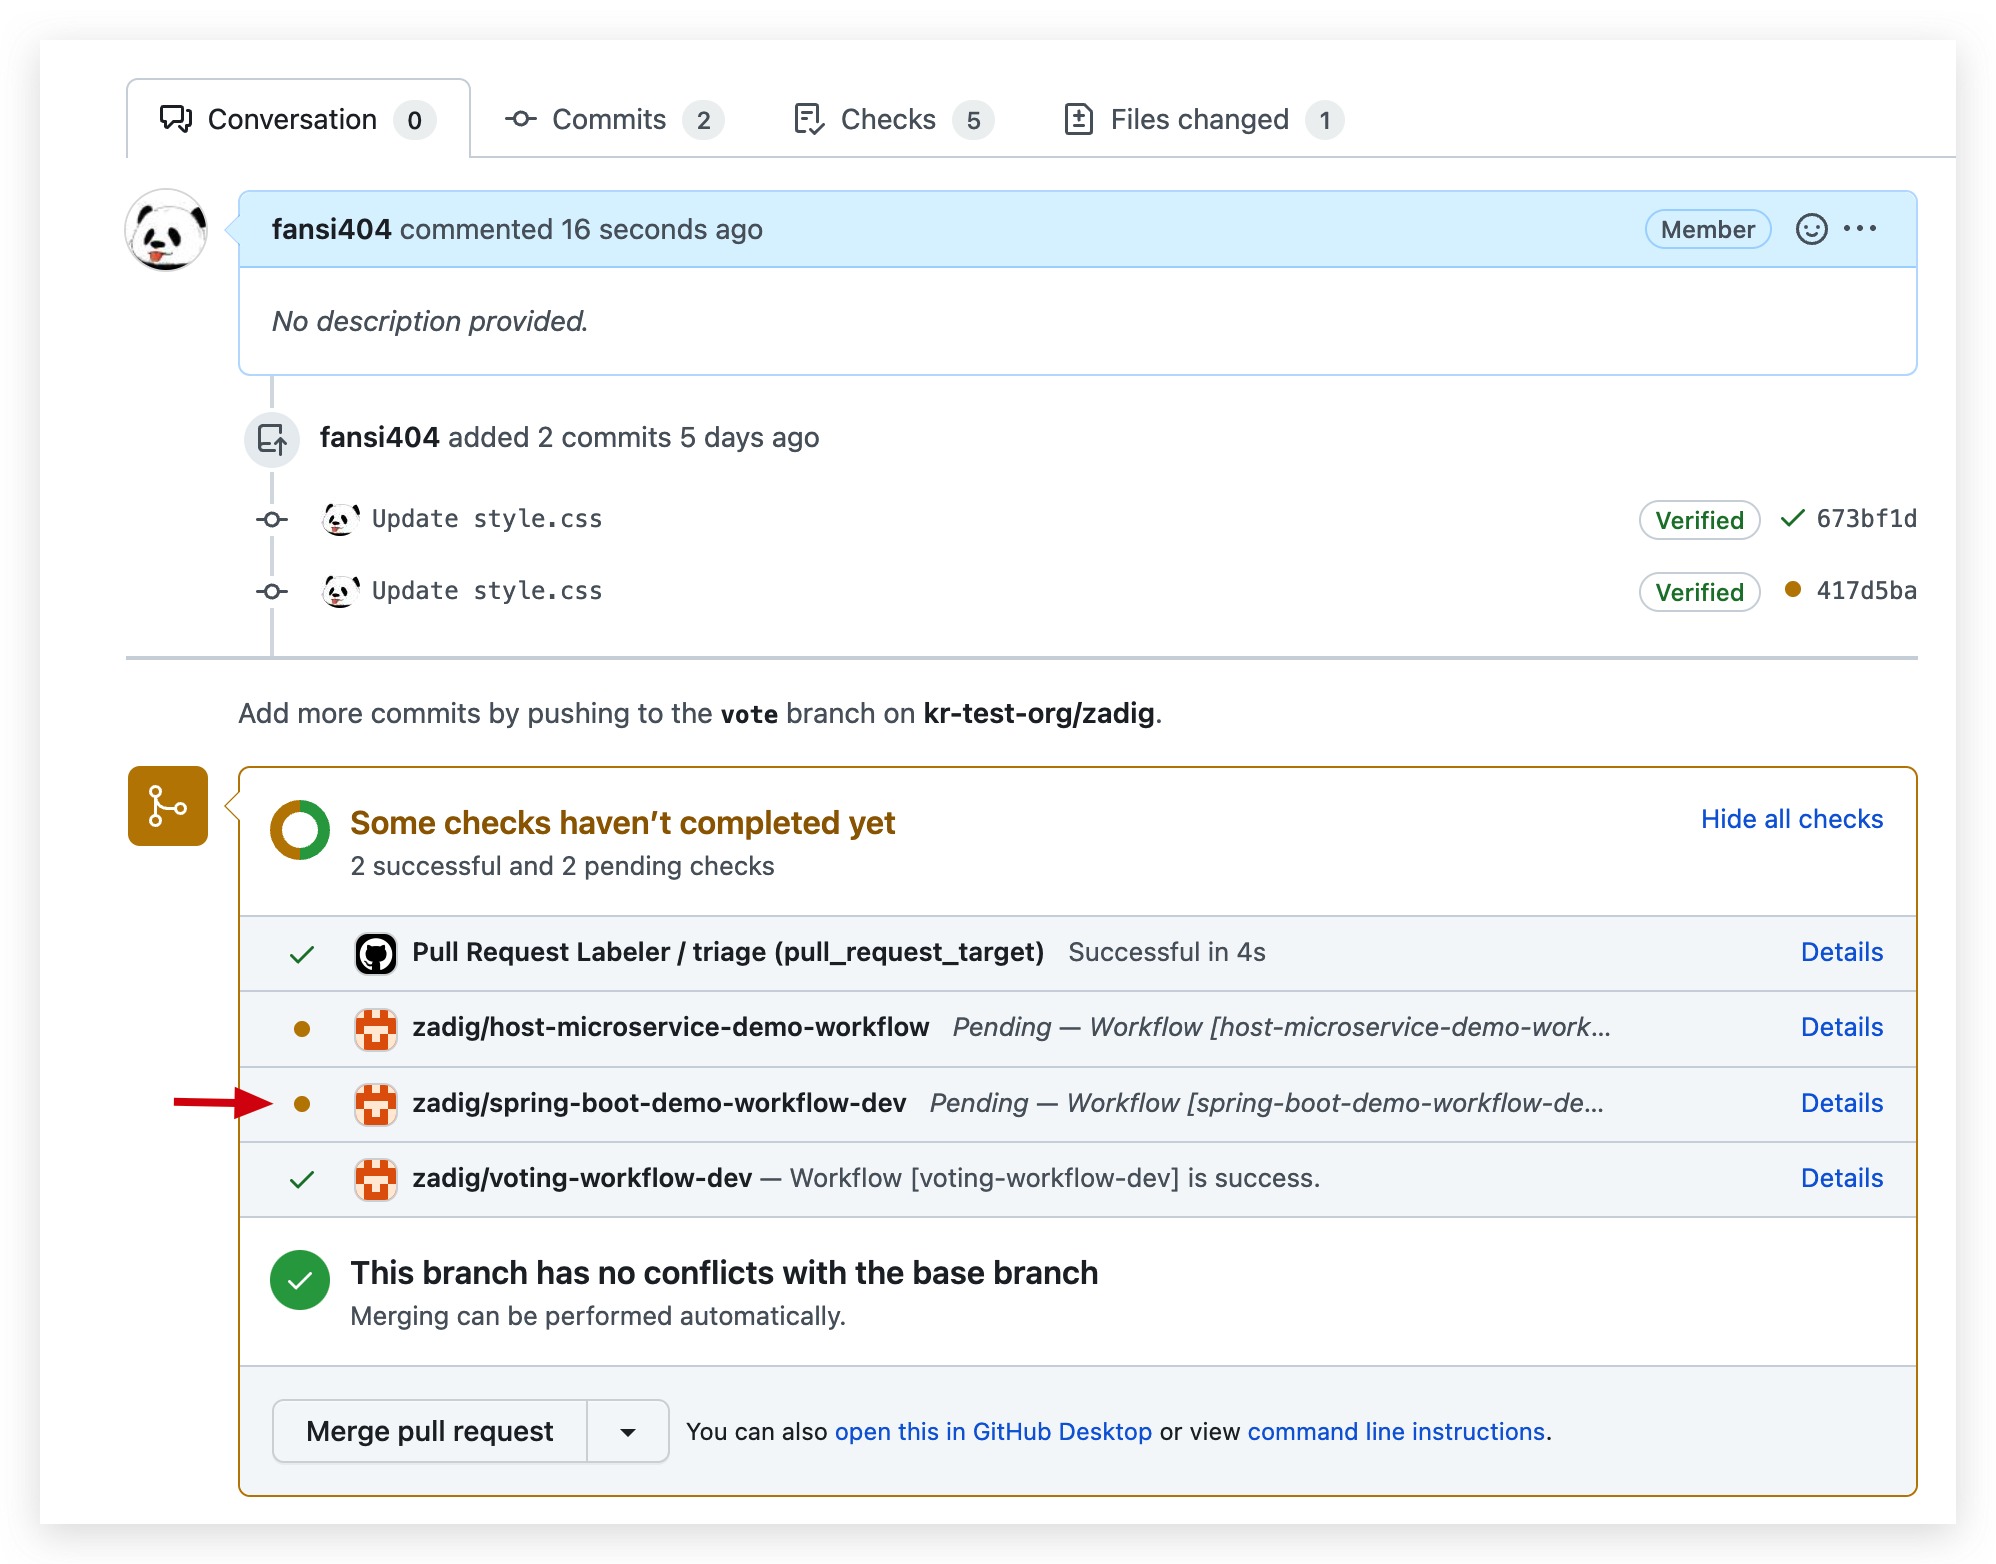 Conversation 0 Commits 2 Checks 5 Files changed 1
fansi404 commented 16 seconds ago Member
No description provided.
fansi404 added 2 commits 5 days ago
Update style.css Verified 673bf1d
Update style.css Verified 417d5ba
Add more commits by pushing to the vote branch on kr-test-org/zadig.
Some checks haven’t completed yet Hide all checks
2 successful and 2 pending checks
Pull Request Labeler / triage (pull_request_target) Successful in 4s Details
zadig/host-microservice-demo-workflow Pending — Workflow [host-microservice-demo-work... Details
zadig/spring-boot-demo-workflow-dev Pending — Workflow [spring-boot-demo-workflow-de... Details
zadig/voting-workflow-dev — Workflow [voting-workflow-dev] is success. Details
This branch has no conflicts with the base branch
Merging can be performed automatically.
Merge pull request You can also open this in GitHub Desktop or view command line instructions.